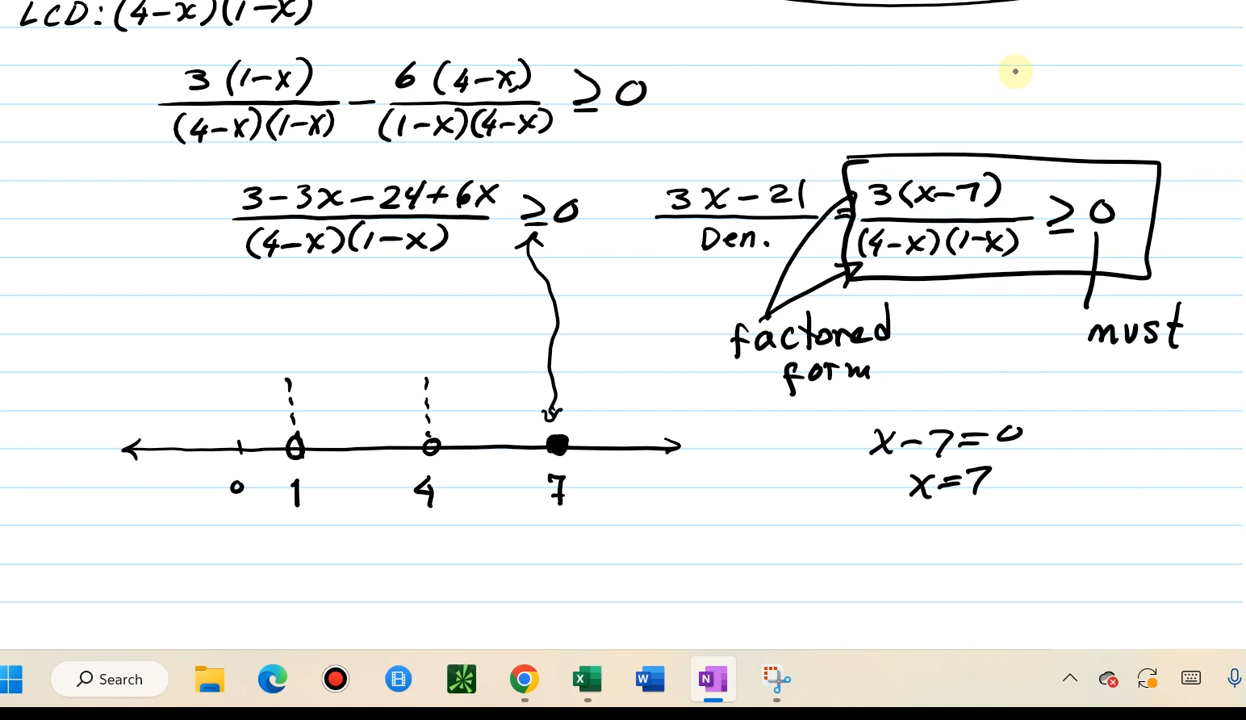 LCD: (4-x)(1-x)
3(1-x)/(4-x)(1-x) - 6(4-x)/(1-x)(4-x) ≥ 0
3-3x-24+6x/(4-x)(1-x) ≥ 0   3x-21/Den. = 3(x-7)/(4-x)(1-x) ≥ 0
factored form
must
x-7=0
x=7
0 1 4 7
Search